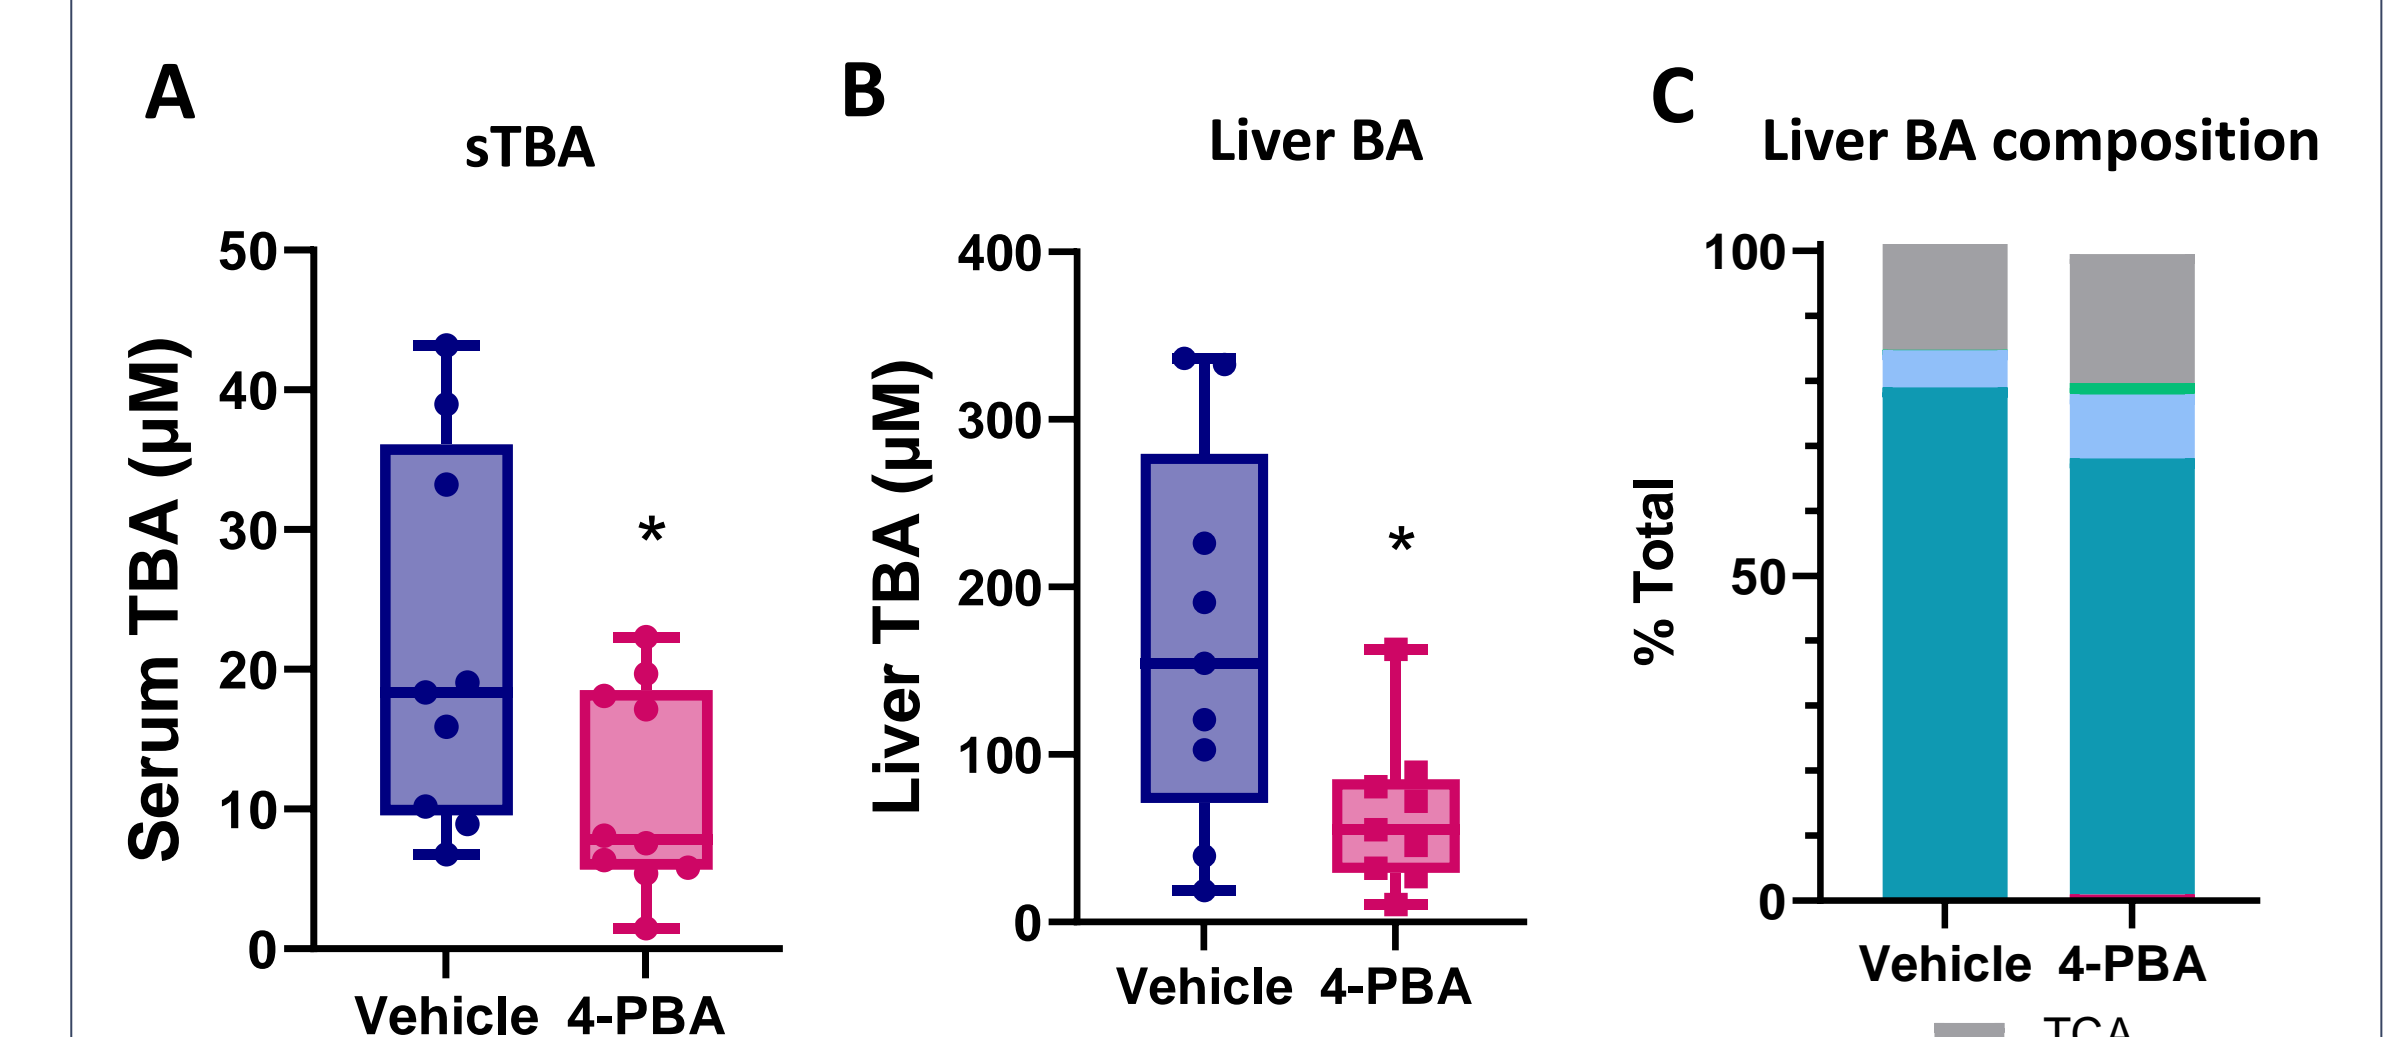 A
sTBA
Serum TBA (μM)
50
40
30
20
10
0
*
Vehicle 4-PBA
B
Liver BA
Liver TBA (μM)
400
300
200
100
0
*
Vehicle 4-PBA
C
Liver BA composition
% Total
100
50
0
Vehicle 4-PBA
TCA